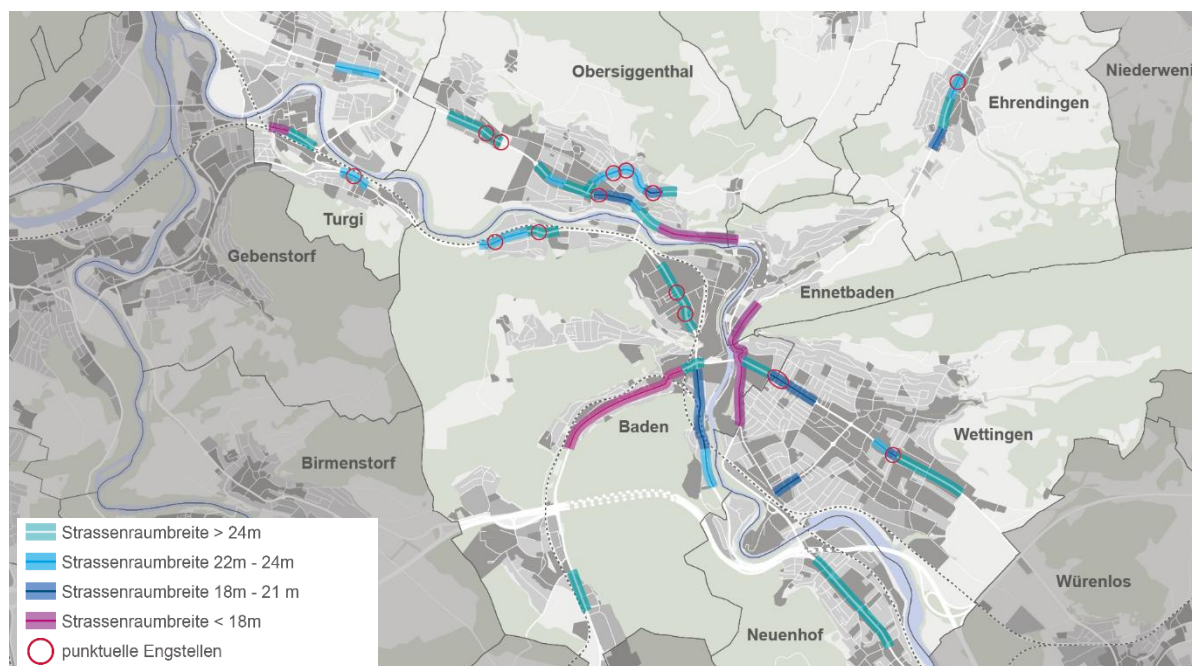 Obersiggenthal
Niederweni
Ehrendingen
Turgi
Gebenstorf
Ennetbaden
Baden
Wettingen
Birmenstorf
Würenlos
Neuenhof
Strassenraumbreite > 24m
Strassenraumbreite 22m - 24m
Strassenraumbreite 18m - 21 m
Strassenraumbreite < 18m
punktuelle Engstellen